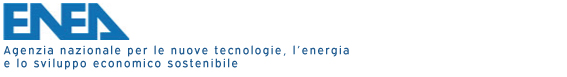 ENEA
Agenzia nazionale per le nuove tecnologie, l'energia
e lo sviluppo economico sostenibile